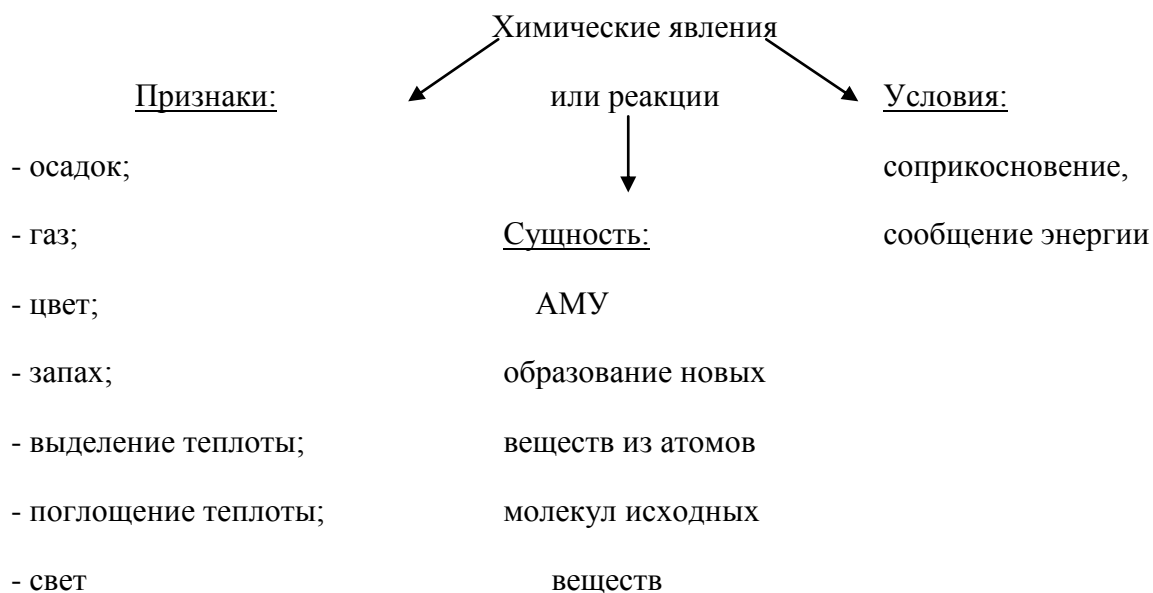 Химические явления
Признаки: или реакции Условия:
- осадок; соприкосновение,
- газ; Сущность: сообщение энергии
- цвет; АМУ
- запах; образование новых
- выделение теплоты; веществ из атомов
- поглощение теплоты; молекул исходных
- свет веществ